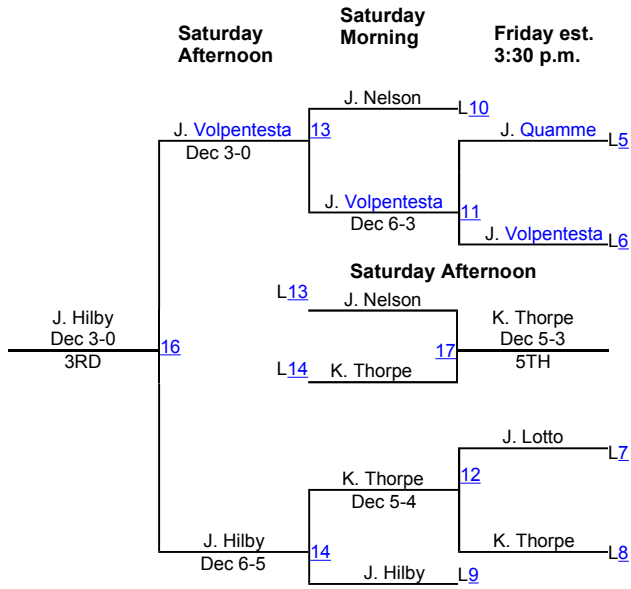 Saturday
Afternoon
Saturday
Morning
Friday est.
3:30 p.m.
J. Nelson
L10
J. Volpentesta
13
Dec 3-0
J. Quamme
L5
J. Volpentesta
11
Dec 6-3
J. Volpentesta
L6
Saturday Afternoon
L13
J. Nelson
J. Hilby
Dec 3-0
3RD
16
17
K. Thorpe
Dec 5-3
5TH
L14
K. Thorpe
J. Lotto
L7
K. Thorpe
12
Dec 5-4
J. Hilby
14
Dec 6-5
K. Thorpe
L8
J. Hilby
L9